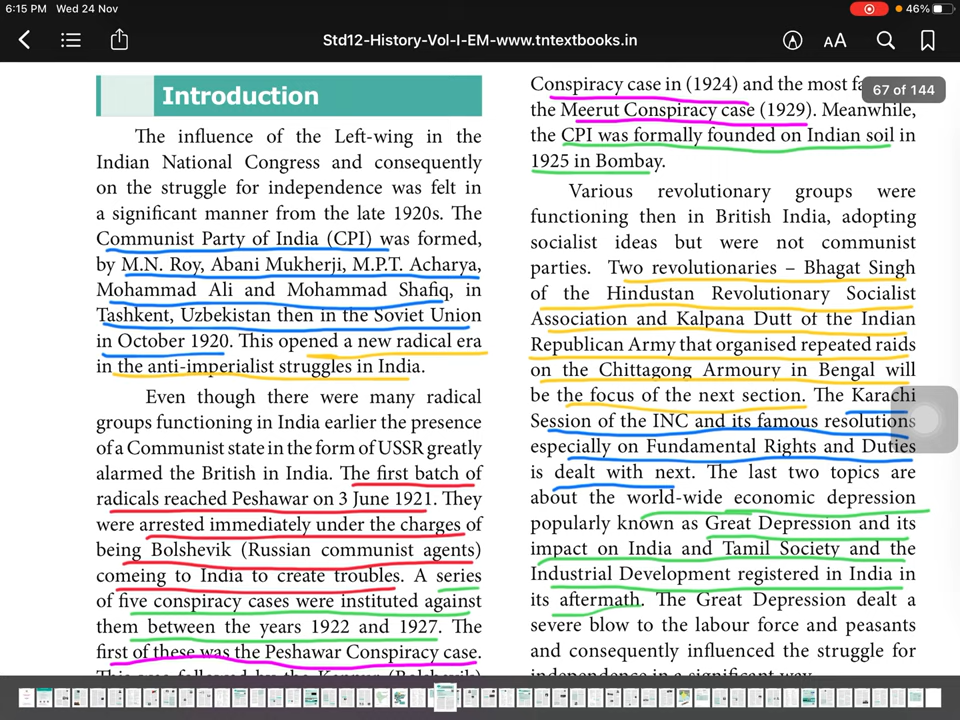 6:15 PM Wed 24 Nov
46%
AA
Std12-History-Vol-I-EM-www.tntextbooks.in
67 of 144
Introduction
The influence of the Left-wing in the
Indian National Congress and consequently
on the struggle for independence was felt in
a significant manner from the late 1920s. The
Communist Party of India (CPI) was formed,
by M.N. Roy, Abani Mukherji, M.P.T. Acharya,
Mohammad Ali and Mohammad Shafiq, in
Tashkent, Uzbekistan then in the Soviet Union
in October 1920. This opened a new radical era
in the anti-imperialist struggles in India.
Even though there were many radical
groups functioning in India earlier the presence
of a Communist state in the form of USSR greatly
alarmed the British in India. The first batch of
radicals reached Peshawar on 3 June 1921. They
were arrested immediately under the charges of
being Bolshevik (Russian communist agents)
comeing to India to create troubles. A series
of five conspiracy cases were instituted against
them between the years 1922 and 1927. The
first of these was the Peshawar Conspiracy case.
Conspiracy case in (1924) and the most
the Meerut Conspiracy case (1929). Meanwhile,
the CPI was formally founded on Indian soil in
1925 in Bombay.
Various revolutionary groups were
functioning then in British India, adopting
socialist ideas but were not communist
parties. Two revolutionaries – Bhagat Singh
of the Hindustan Revolutionary Socialist
Association and Kalpana Dutt of the Indian
Republican Army that organised repeated raids
on the Chittagong Armoury in Bengal will
be the focus of the next section. The Karachi
Session of the INC and its famous resolutions
especially on Fundamental Rights and Duties
is dealt with next. The last two topics are
about the world-wide economic depression
popularly known as Great Depression and its
impact on India and Tamil Society and the
Industrial Development registered in India in
its aftermath. The Great Depression dealt a
severe blow to the labour force and peasants
and consequently influenced the struggle for
independence in a significant way.